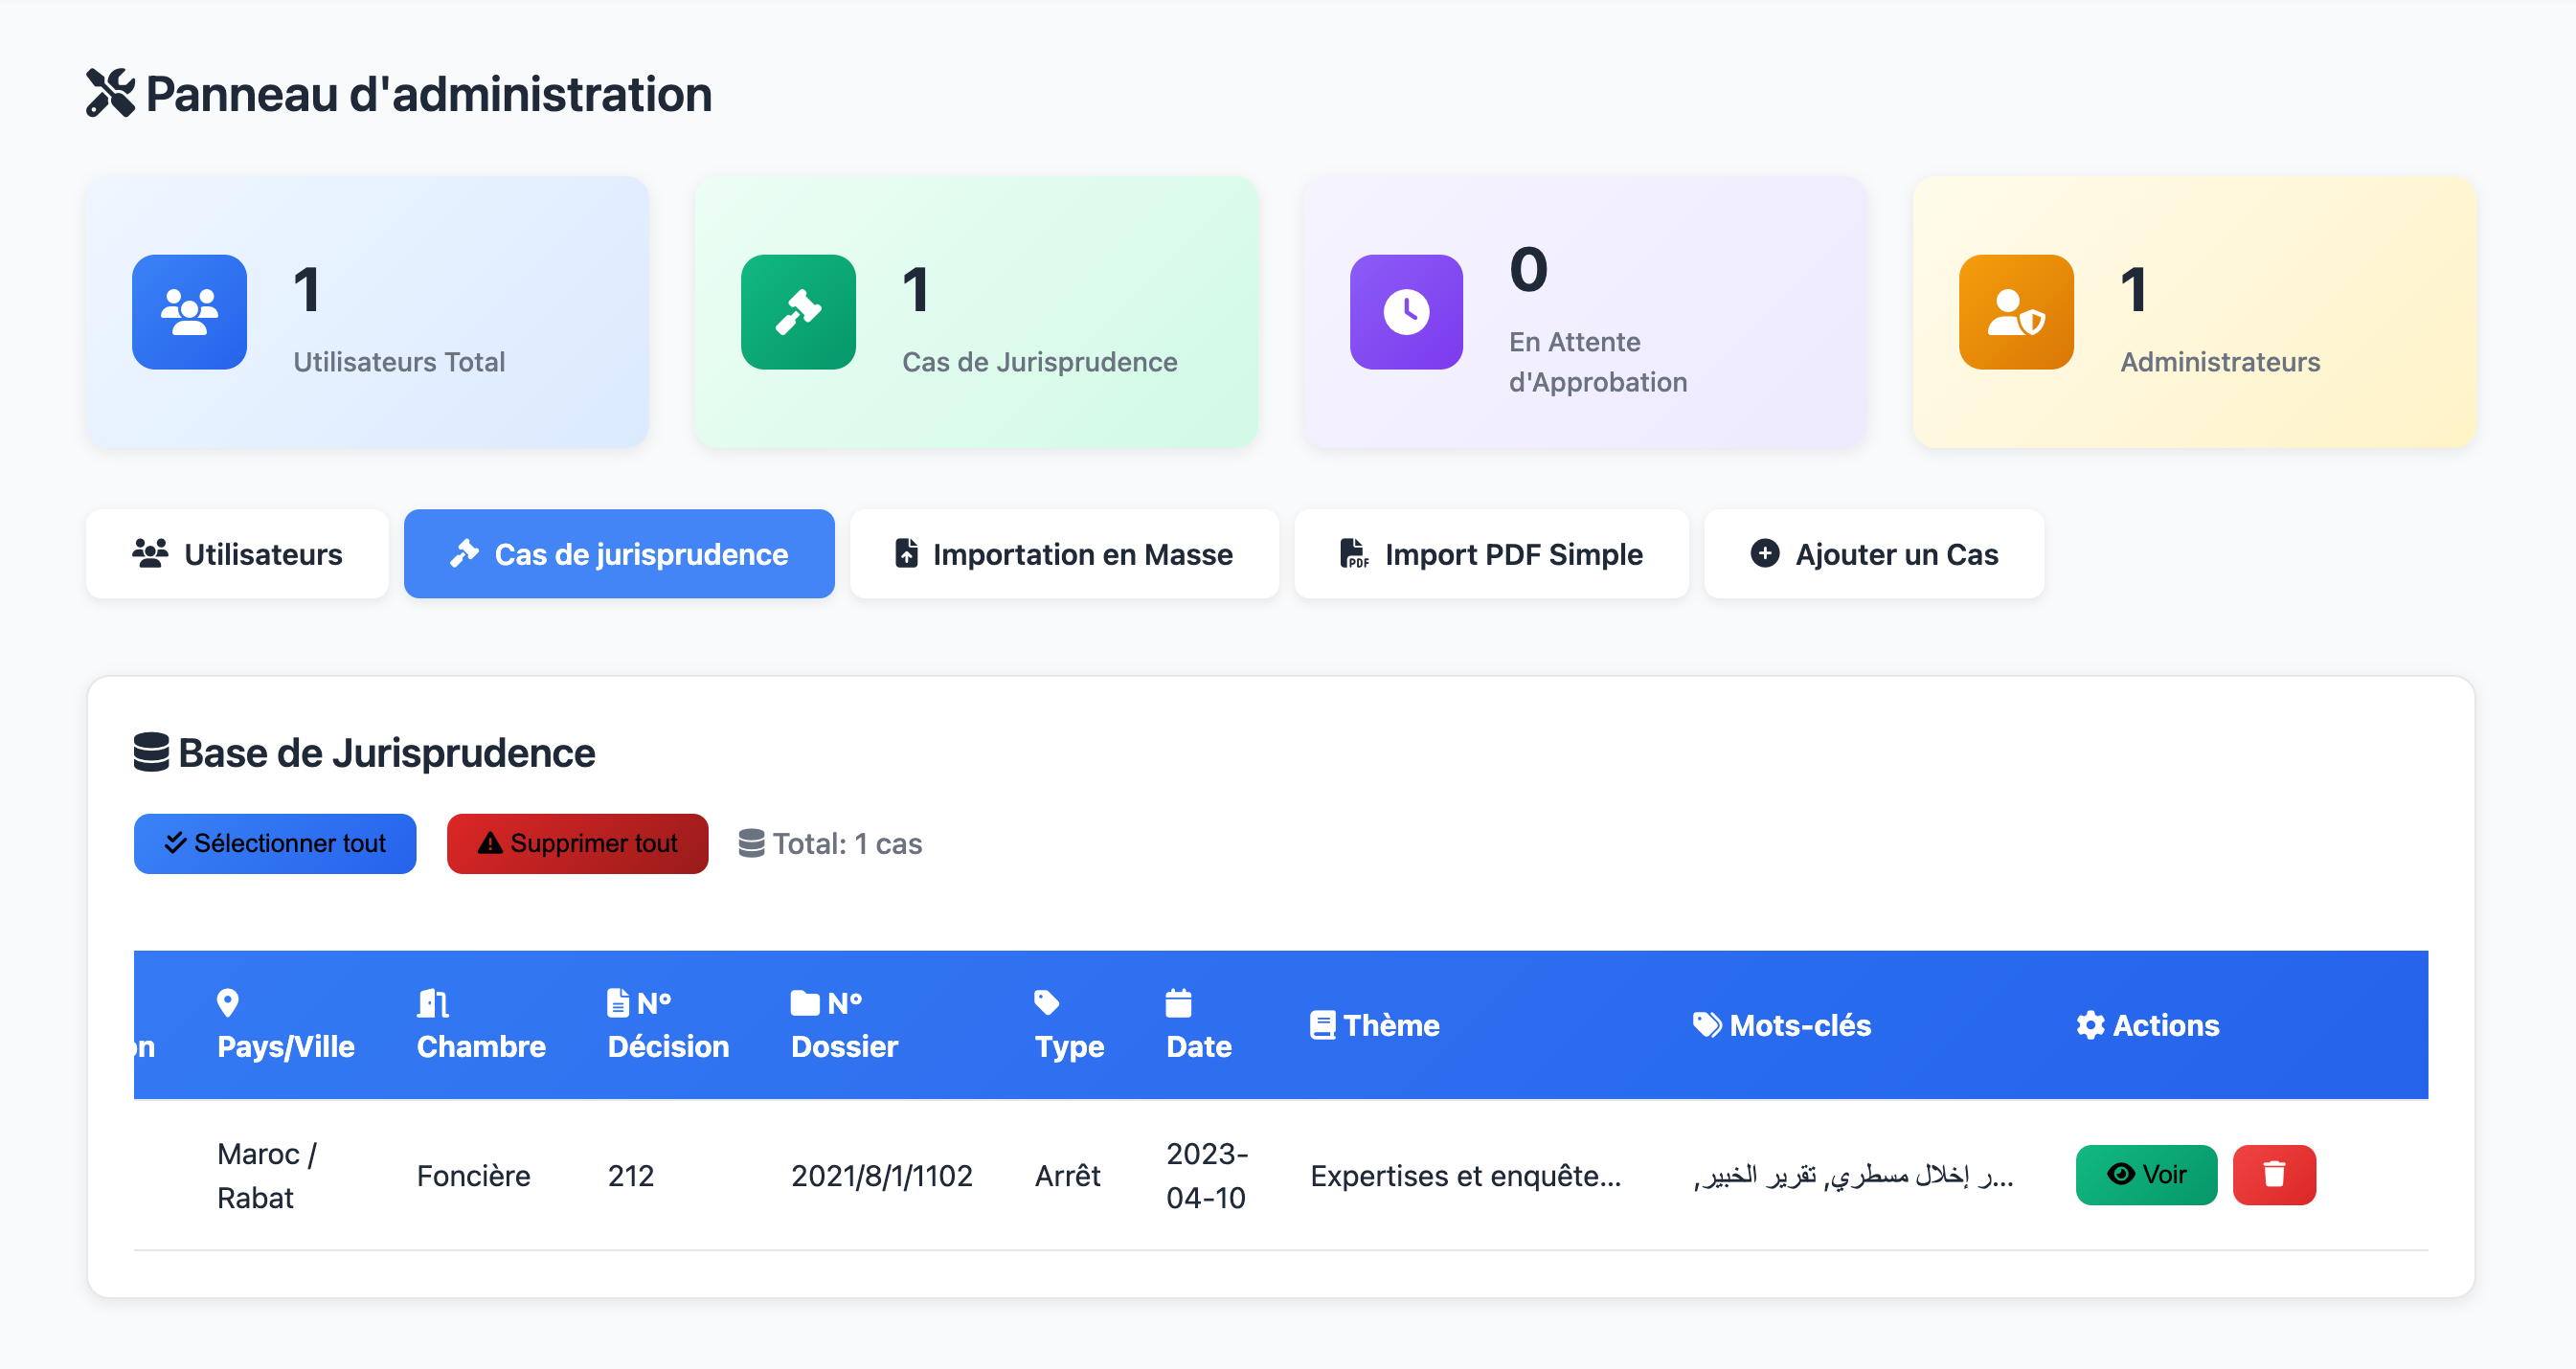 Panneau d'administration
1
Utilisateurs Total
1
Cas de Jurisprudence
0
En Attente
d'Approbation
1
Administrateurs
Utilisateurs
Cas de jurisprudence
PDF
Importation en Masse
Import PDF Simple
Ajouter un Cas
Base de Jurisprudence
Sélectionner tout
Supprimer tout
Total: 1 cas
Pays/Ville
Chambre
N° Décision
N° Dossier
Type
Date
Thème
Mots-clés
Actions
Maroc /
Rabat
Foncière
212
2021/8/1/1102
Arrêt
2023-
04-10
Expertises et enquête...
ر إخلال مسطري, تقرير الخبير,...
Voir